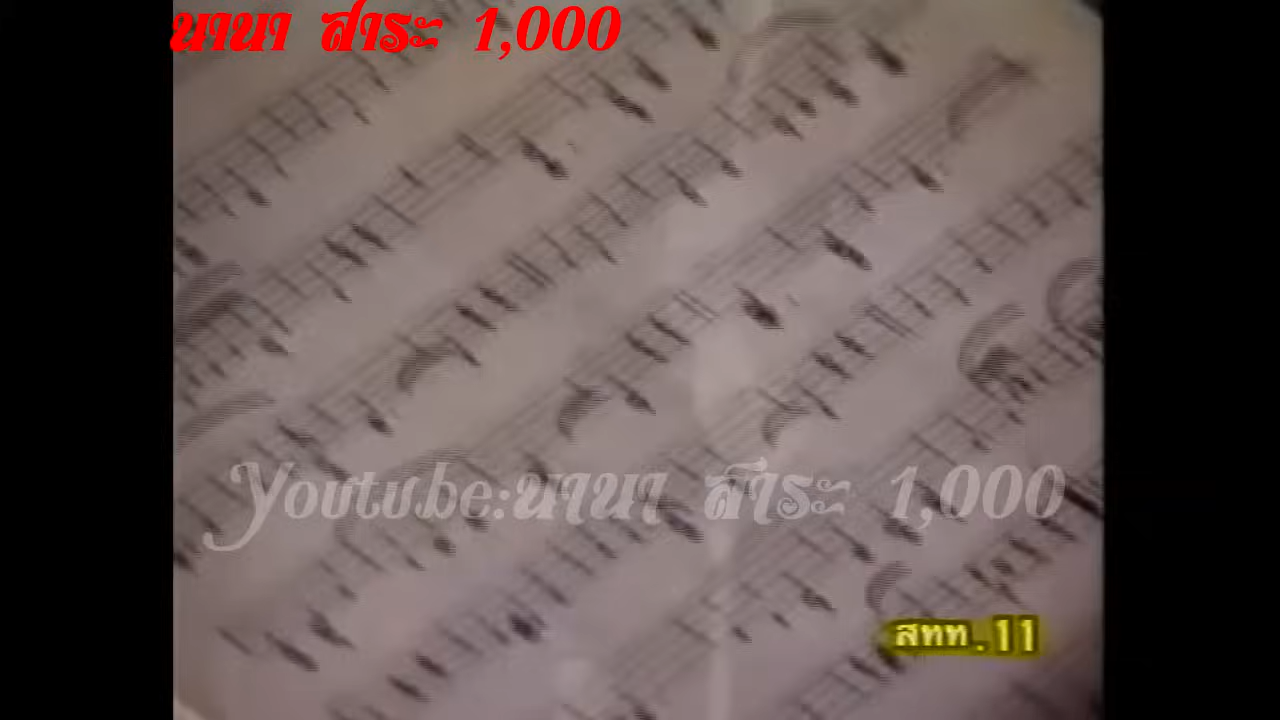 นานา สาระ 1,000
Youtube:นานา สาระ 1,000
สทท.11